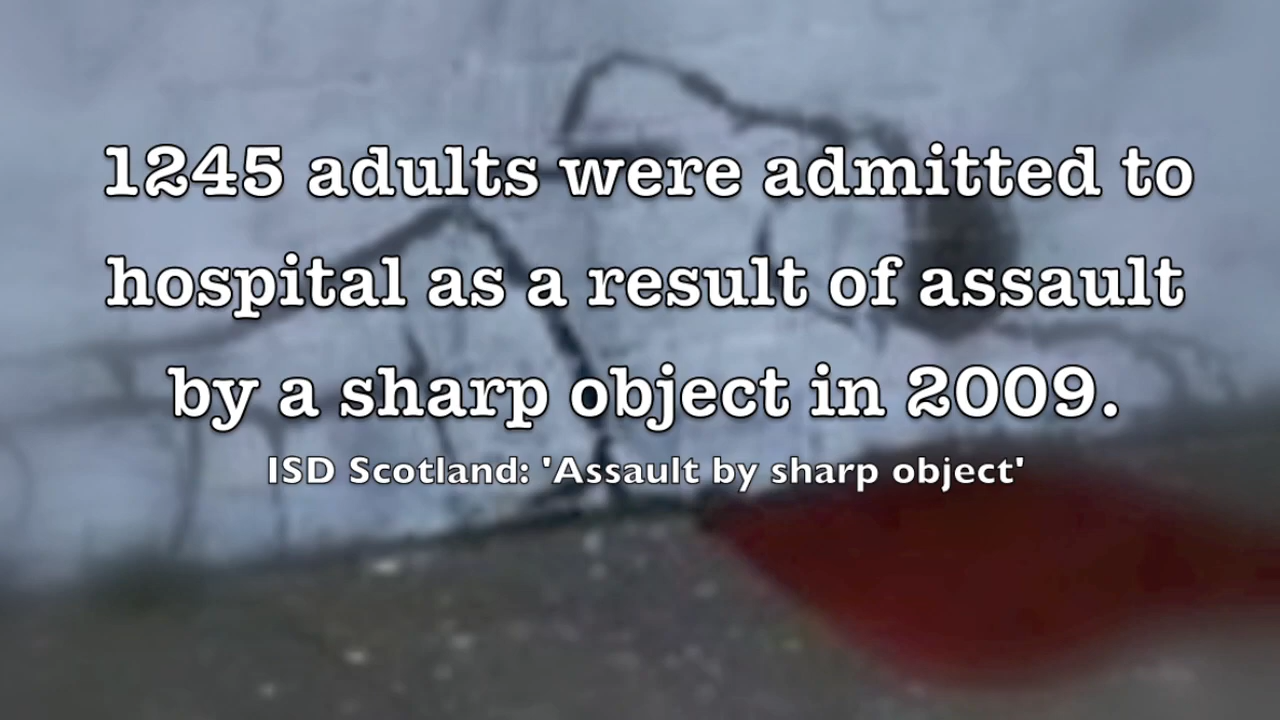 1245 adults were admitted to
hospital as a result of assault
by a sharp object in 2009.
ISD Scotland: 'Assault by sharp object'